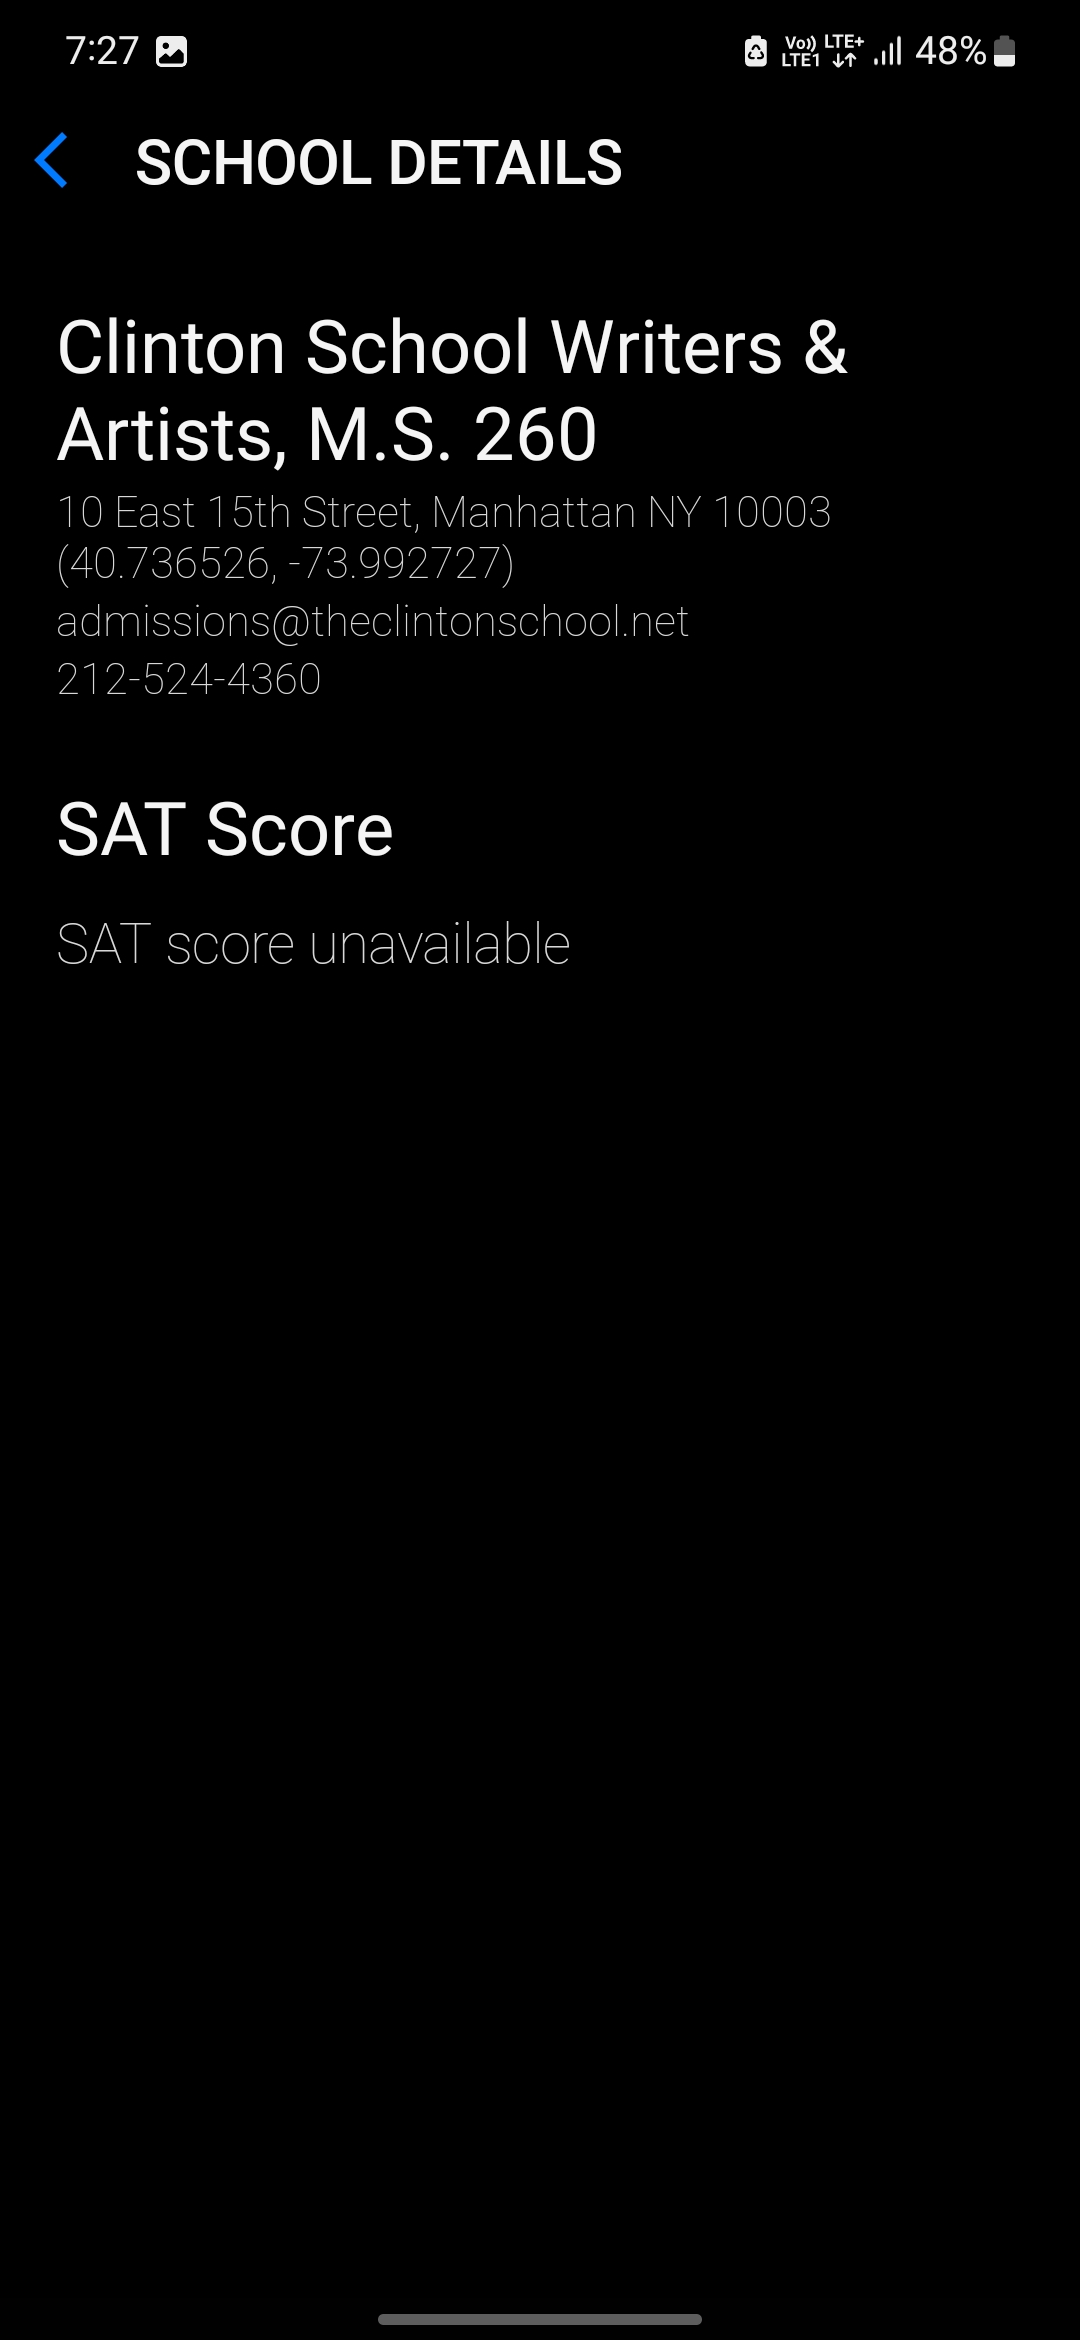 7:27
Vo)) LTE+
LTE1
48%
SCHOOL DETAILS
Clinton School Writers &
Artists, M.S. 260
10 East 15th Street, Manhattan NY 10003
(40.736526, -73.992727)
admissions@theclintonschool.net
212-524-4360
SAT Score
SAT score unavailable